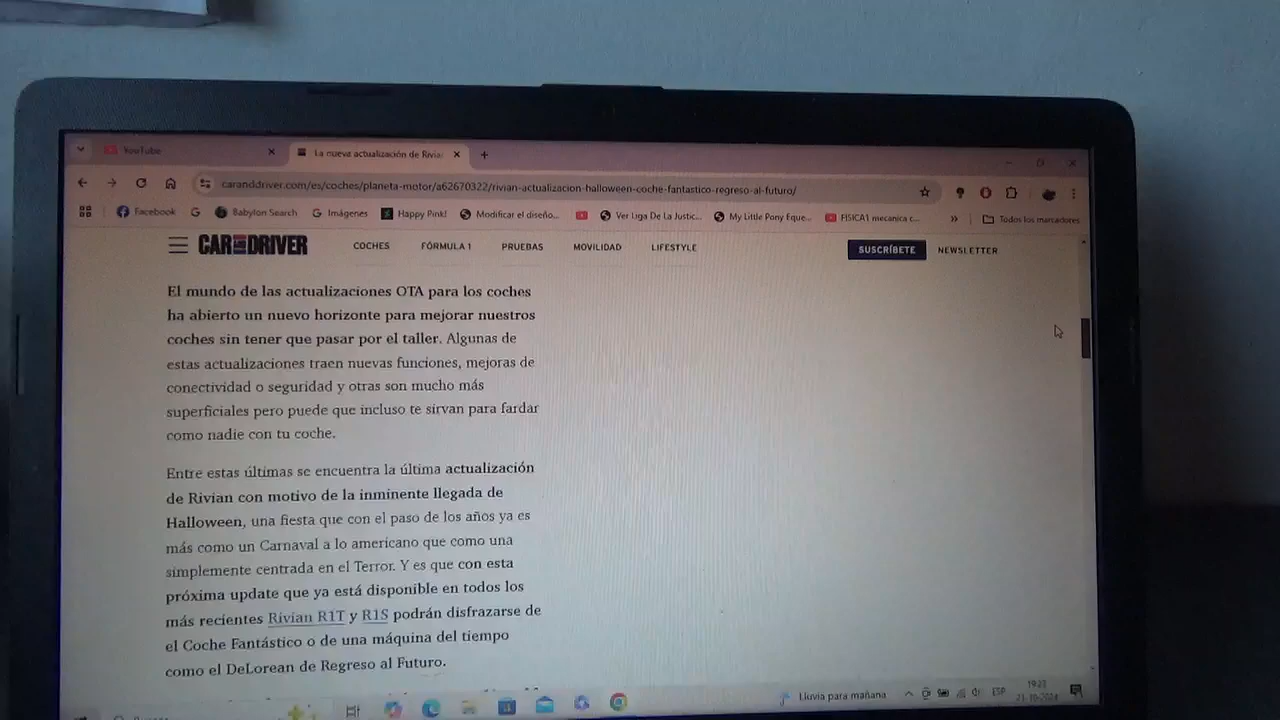 YouTube
La nueva actualización de Rivia
caranddriver.com/es/coches/planeta-motor/a62670322/rivian-actualizacion-halloween-coche-fantastico-regreso-al-futuro/
Facebook G Babylon Search Imágenes Happy Pink! Modificar el diseño... Ver Liga De La Justic... My Little Pony Eque... FISICA1 mecanica c... » Todos los marcadores
CAR AND DRIVER COCHES FÓRMULA 1 PRUEBAS MOVILIDAD LIFESTYLE SUSCRÍBETE NEWSLETTER
El mundo de las actualizaciones OTA para los coches
ha abierto un nuevo horizonte para mejorar nuestros
coches sin tener que pasar por el taller. Algunas de
estas actualizaciones traen nuevas funciones, mejoras de
conectividad o seguridad y otras son mucho más
superficiales pero puede que incluso te sirvan para fardar
como nadie con tu coche.
Entre estas últimas se encuentra la última actualización
de Rivian con motivo de la inminente llegada de
Halloween, una fiesta que con el paso de los años ya es
más como un Carnaval a lo americano que como una
simplemente centrada en el Terror. Y es que con esta
próxima update que ya está disponible en todos los
más recientes Rivian R1T y R1S podrán disfrazarse de
el Coche Fantástico o de una máquina del tiempo
como el DeLorean de Regreso al Futuro.
Lluvia para mañana ESP 19:23
21-10-2024